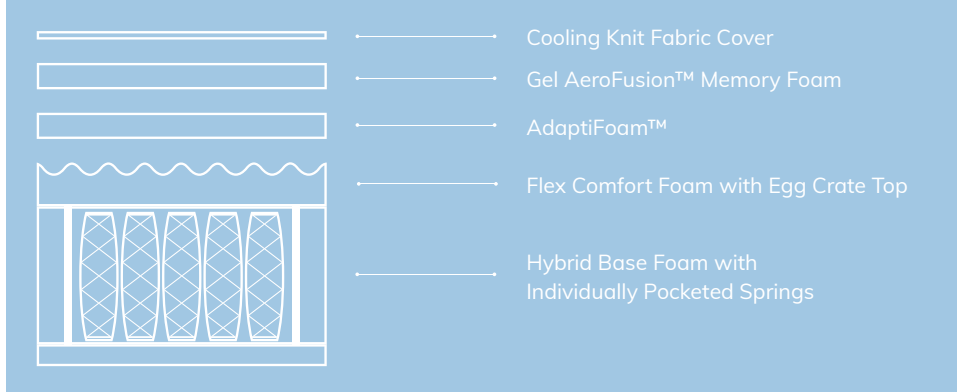 Cooling Knit Fabric Cover
Gel AeroFusion™ Memory Foam
AdaptiFoam™
Flex Comfort Foam with Egg Crate Top
Hybrid Base Foam with
Individually Pocketed Springs